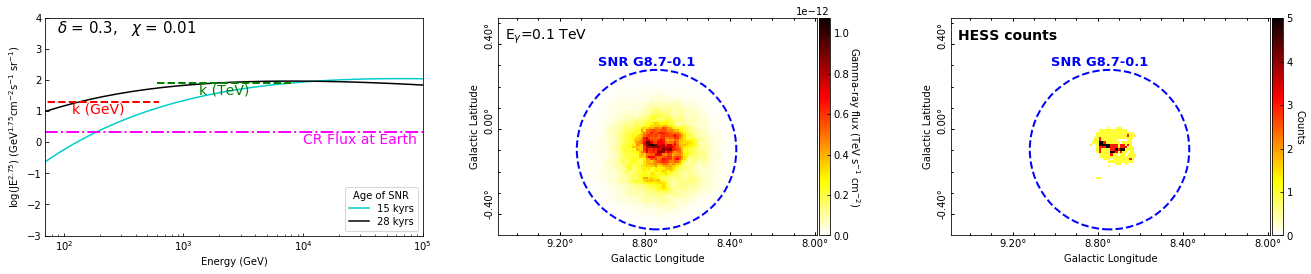 δ = 0.3, χ = 0.01
log(JE^2.75) (GeV^1.75 cm^−2 s^−1 sr^−1)
4
3
2
1
0
−1
−2
−3
k (GeV)
k (TeV)
CR Flux at Earth
Age of SNR
15 kyrs
28 kyrs
10^2 10^3 10^4 10^5
Energy (GeV)
E_γ=0.1 TeV
SNR G8.7-0.1
Galactic Latitude
0.40°
0.00°
-0.40°
9.20° 8.80° 8.40° 8.00°
Galactic Longitude
1e−12
1.0
0.8
0.6
0.4
0.2
0.0
Gamma-ray flux (TeV s^−1 cm^−2)
HESS counts
SNR G8.7-0.1
Galactic Latitude
0.40°
0.00°
-0.40°
9.20° 8.80° 8.40° 8.00°
Galactic Longitude
5
4
3
2
1
0
Counts